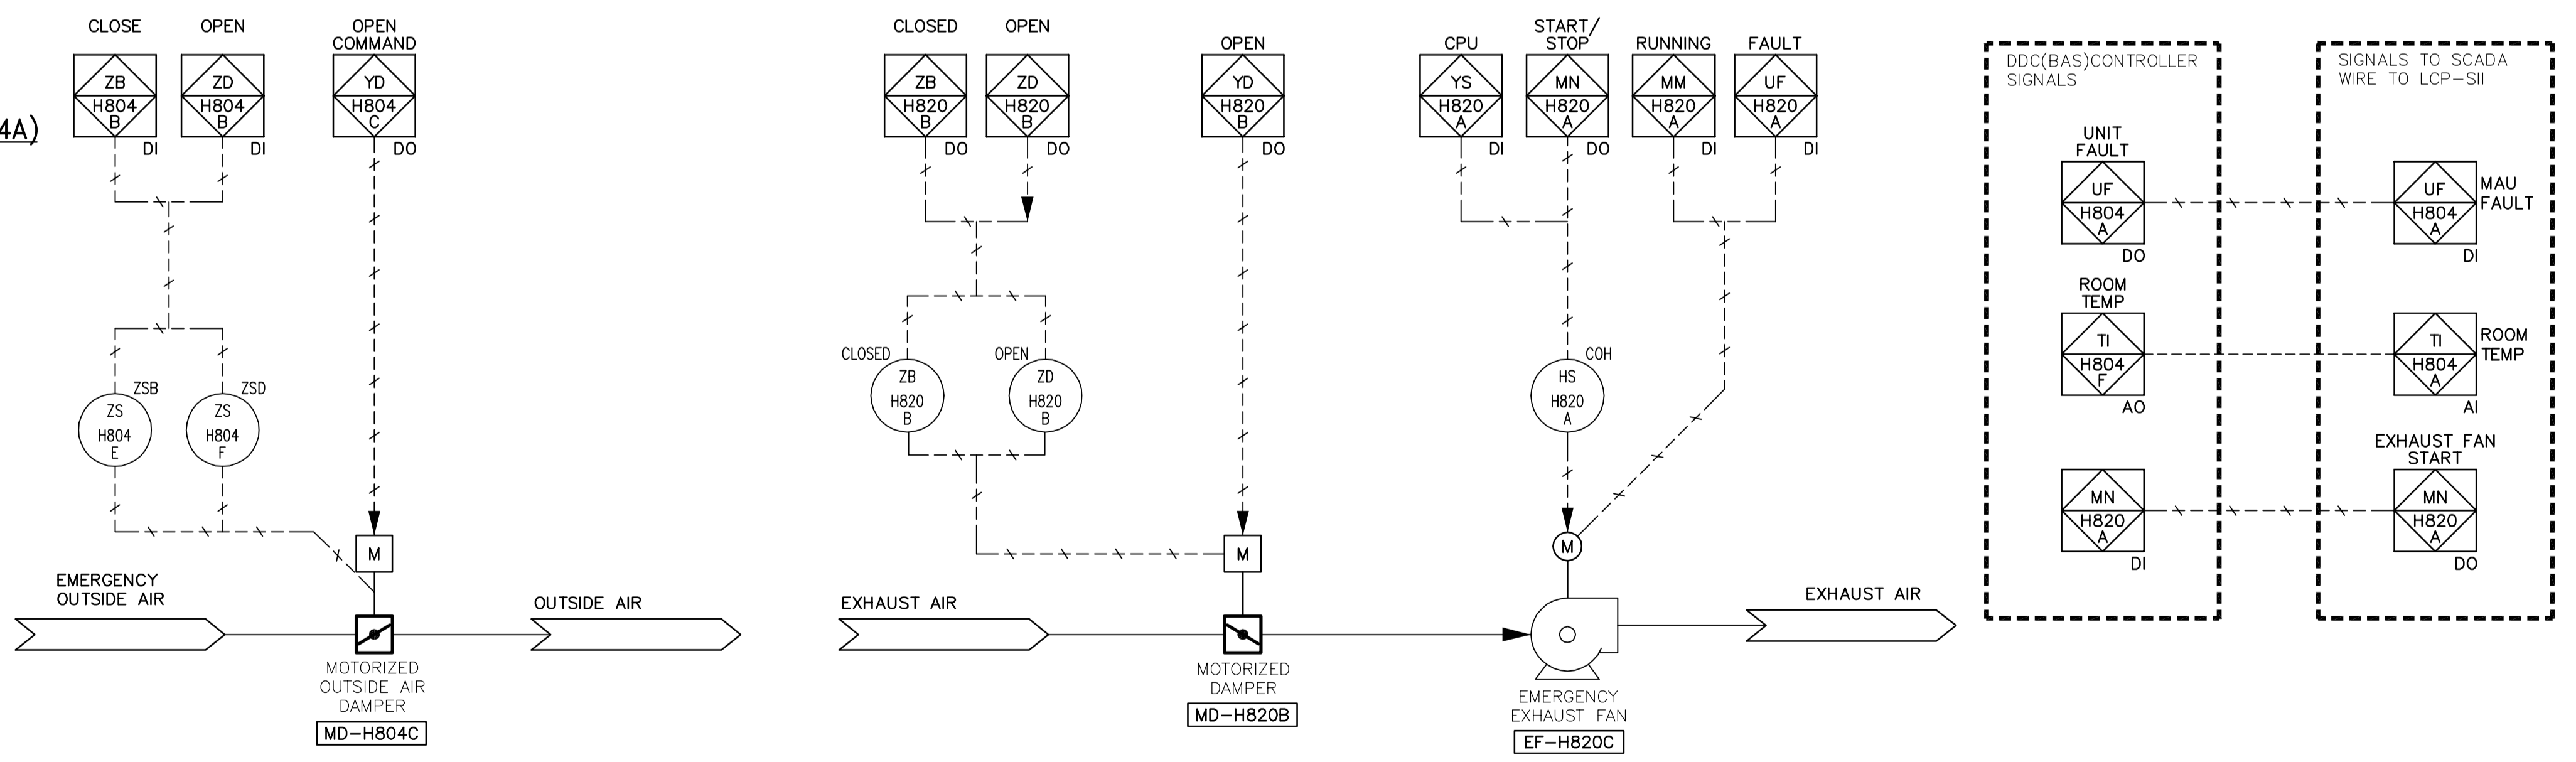 4A)
CLOSE
ZB
H804
B
DI
OPEN
ZD
H804
B
DI
OPEN
COMMAND
YD
H804
C
DO
ZSB
ZS
H804
E
ZSD
ZS
H804
F
M
EMERGENCY
OUTSIDE AIR
OUTSIDE AIR
MOTORIZED
OUTSIDE AIR
DAMPER
MD-H804C
CLOSED
ZB
H820
B
DO
OPEN
ZD
H820
B
DO
OPEN
YD
H820
B
DO
CLOSED
ZB
H820
B
OPEN
ZD
H820
B
M
EXHAUST AIR
MOTORIZED
DAMPER
MD-H820B
CPU
YS
H820
A
DI
START/
STOP
MN
H820
A
DO
RUNNING
MM
H820
A
DI
FAULT
UF
H820
A
DI
COH
HS
H820
A
M
EXHAUST AIR
EMERGENCY
EXHAUST FAN
EF-H820C
DDC(BAS)CONTROLLER
SIGNALS
UNIT
FAULT
UF
H804
A
DO
ROOM
TEMP
TI
H804
F
AO
MN
H820
A
DI
SIGNALS TO SCADA
WIRE TO LCP-SII
UF
H804
A
DI
MAU
FAULT
TI
H804
A
AI
ROOM
TEMP
EXHAUST FAN
START
MN
H820
A
DO